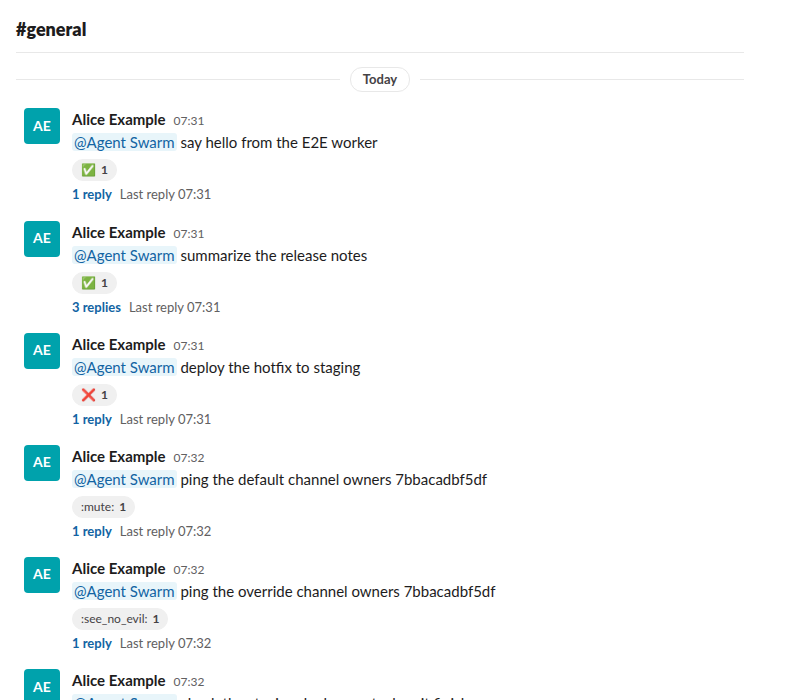 #general
Today
AE
Alice Example 07:31
@Agent Swarm say hello from the E2E worker
✅ 1
1 reply Last reply 07:31
AE
Alice Example 07:31
@Agent Swarm summarize the release notes
✅ 1
3 replies Last reply 07:31
AE
Alice Example 07:31
@Agent Swarm deploy the hotfix to staging
❌ 1
1 reply Last reply 07:31
AE
Alice Example 07:32
@Agent Swarm ping the default channel owners 7bbacadbf5df
:mute: 1
1 reply Last reply 07:32
AE
Alice Example 07:32
@Agent Swarm ping the override channel owners 7bbacadbf5df
:see_no_evil: 1
1 reply Last reply 07:32
AE
Alice Example 07:32
@Agent Swarm